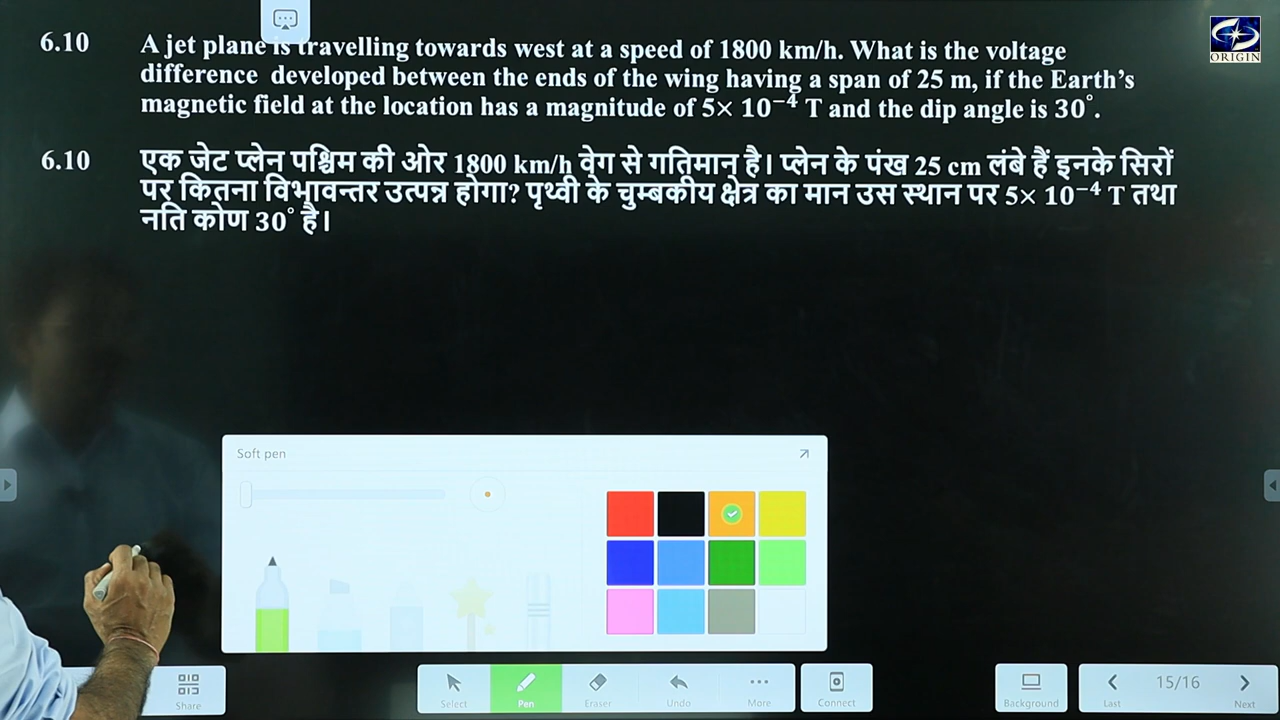 ORIGIN
6.10 A jet plane is travelling towards west at a speed of 1800 km/h. What is the voltage
difference developed between the ends of the wing having a span of 25 m, if the Earth’s
magnetic field at the location has a magnitude of 5× 10⁻⁴ T and the dip angle is 30°.
6.10 एक जेट प्लेन पश्चिम की ओर 1800 km/h वेग से गतिमान् है। प्लेन के पंख 25 cm लंबे हैं इनके सिरों
पर कितना विभावन्तर उत्पन्न होगा? पृथ्वी के चुम्बकीय क्षेत्र का मान उस स्थान पर 5× 10⁻⁴ T तथा
नति कोण 30° है।
Soft pen
Share
Select
Pen
Eraser
Undo
More
Connect
Background
Last
15/16
Next